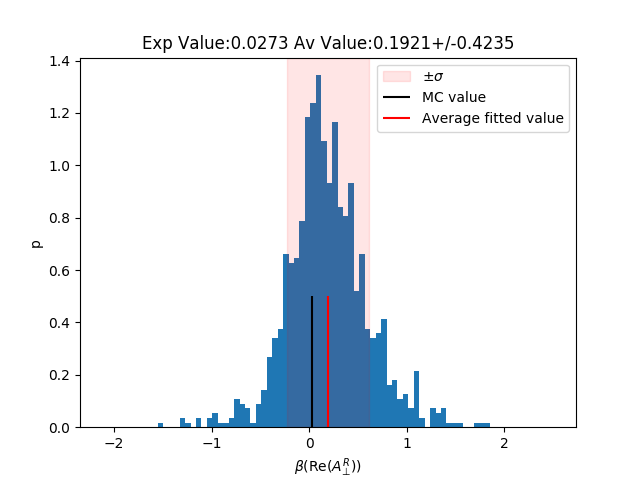 Exp Value:0.0273 Av Value:0.1921+/-0.4235
±σ
MC value
Average fitted value
p
1.4
1.2
1.0
0.8
0.6
0.4
0.2
0.0
−2 −1 0 1 2
β(Re(A_⊥^R))